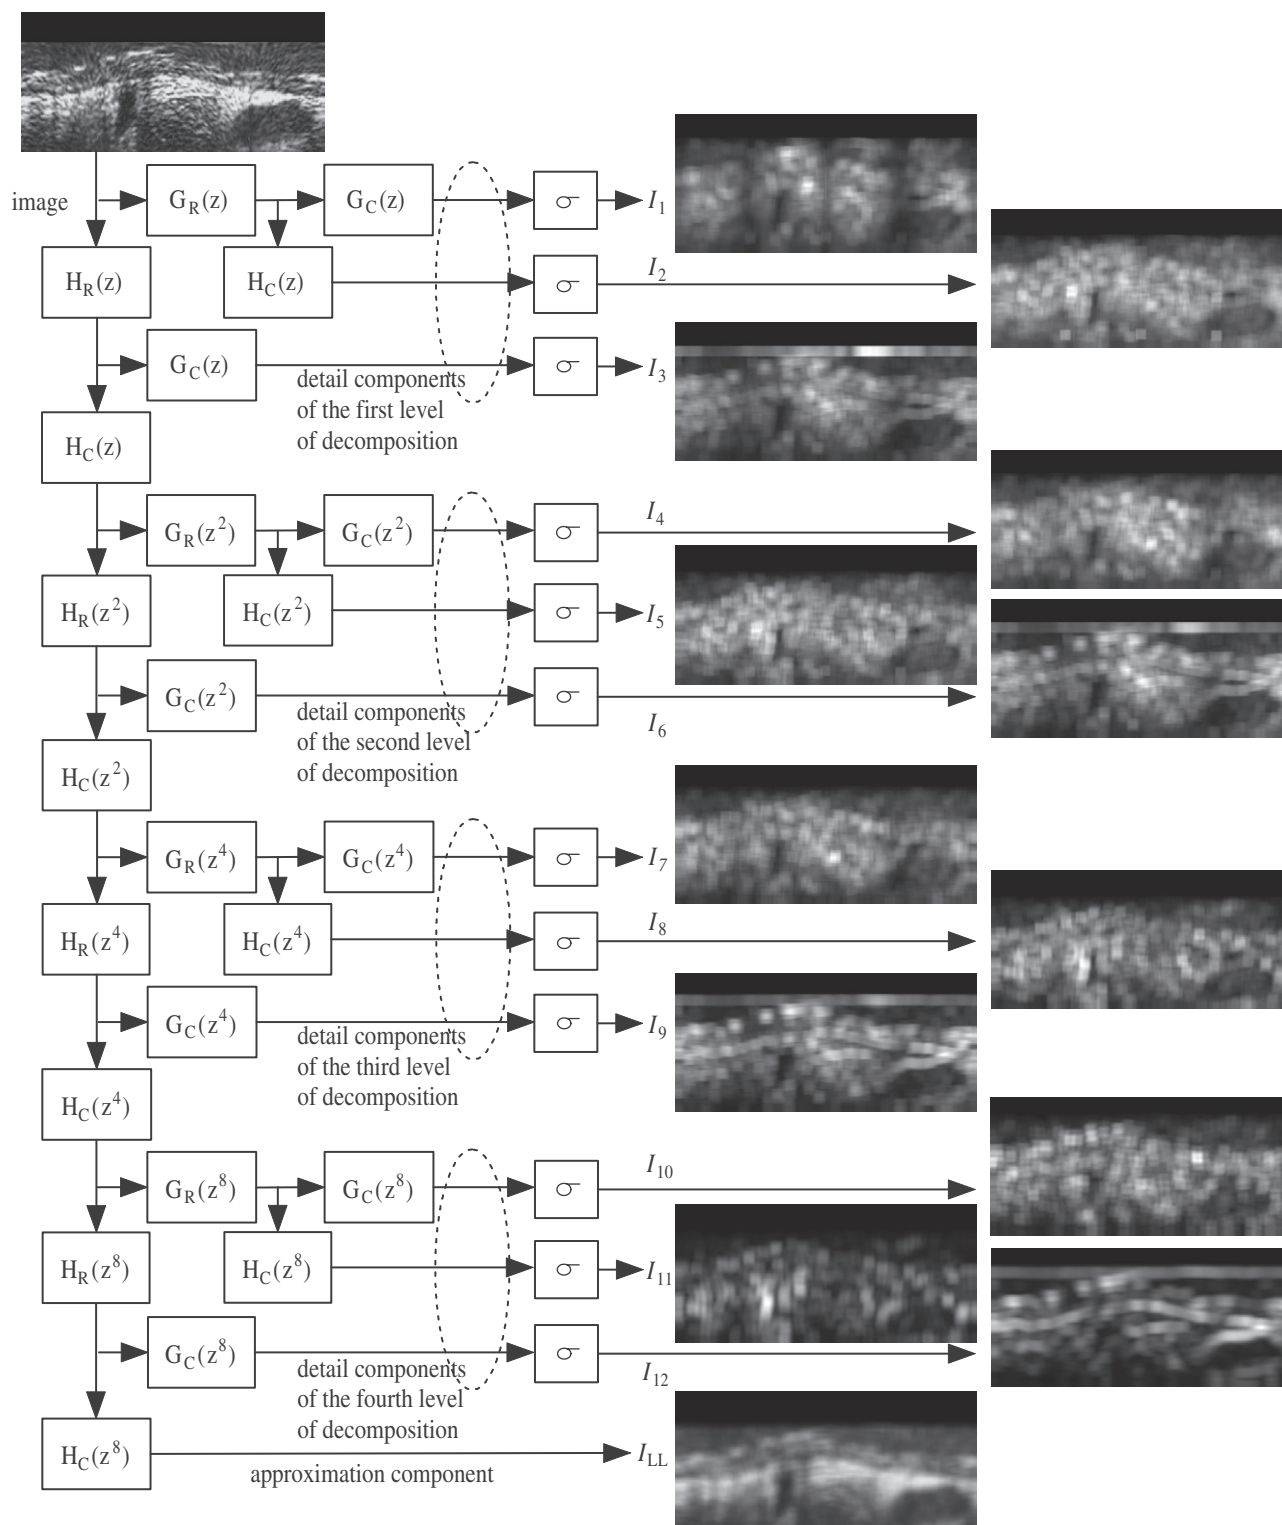 image
G_R(z)
G_C(z)
σ
I_1
H_R(z)
H_C(z)
σ
I_2
G_C(z)
σ
I_3
detail components
of the first level
of decomposition
H_C(z)
G_R(z^2)
G_C(z^2)
σ
I_4
H_R(z^2)
H_C(z^2)
σ
I_5
G_C(z^2)
σ
I_6
detail components
of the second level
of decomposition
H_C(z^2)
G_R(z^4)
G_C(z^4)
σ
I_7
H_R(z^4)
H_C(z^4)
σ
I_8
G_C(z^4)
σ
I_9
detail components
of the third level
of decomposition
H_C(z^4)
G_R(z^8)
G_C(z^8)
σ
I_10
H_R(z^8)
H_C(z^8)
σ
I_11
G_C(z^8)
σ
I_12
detail components
of the fourth level
of decomposition
H_C(z^8)
I_LL
approximation component